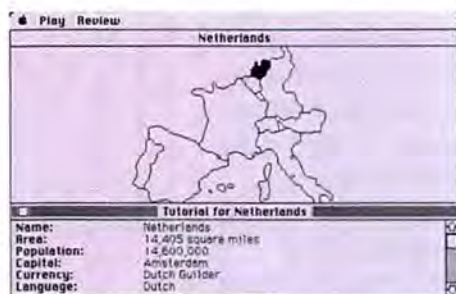 Play Review
Netherlands
Tutorial for Netherlands
Name: Netherlands
Area: 14,405 square miles
Population: 14,600,000
Capital: Amsterdam
Currency: Dutch Guilder
Language: Dutch